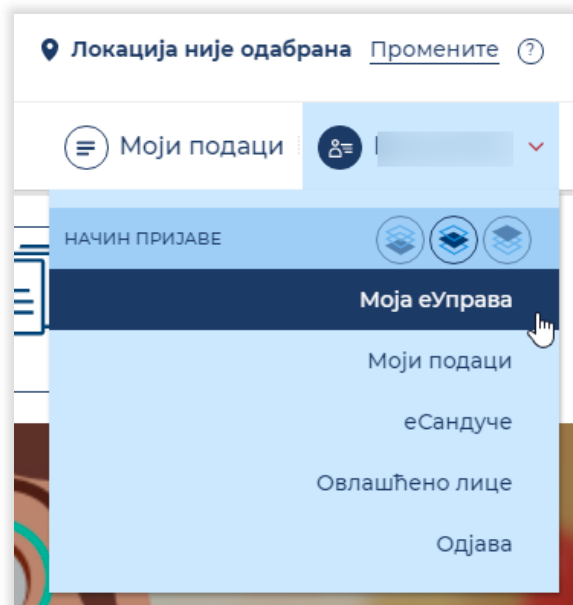 Локација није одабрана Промените ?
Моји подаци
НАЧИН ПРИЈАВЕ
Моја еУправа
Моји подаци
еСандуче
Овлашћено лице
Одјава